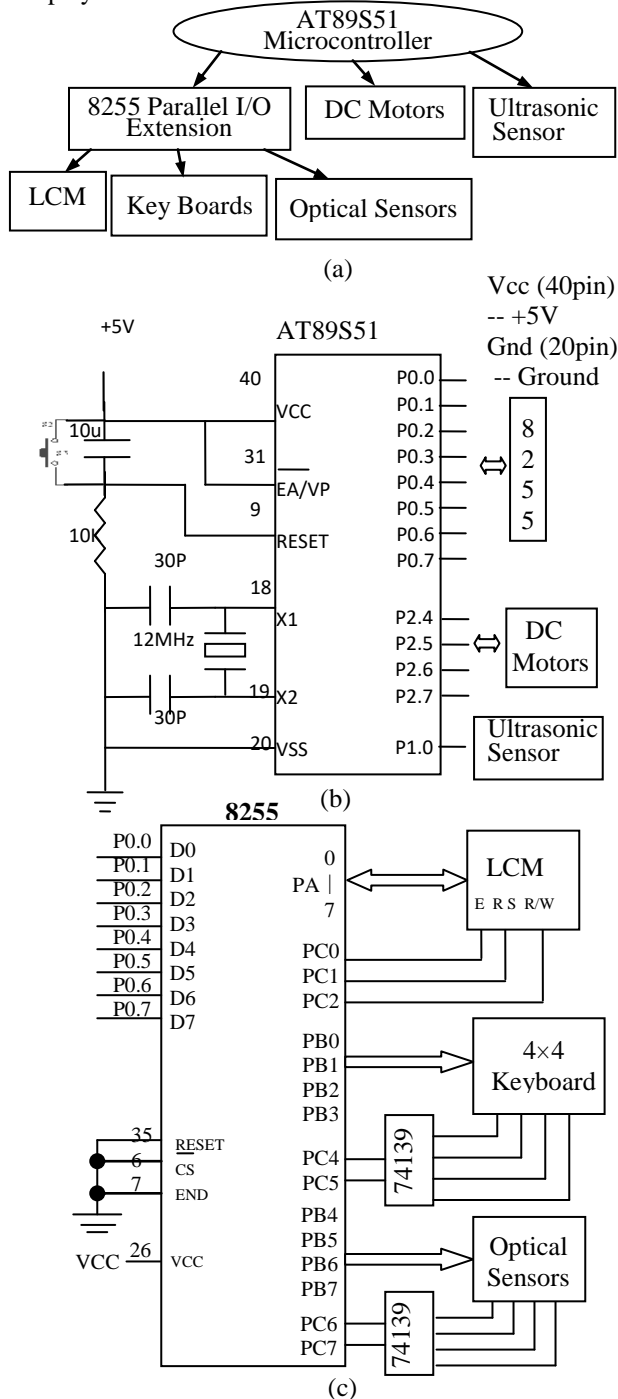 AT89S51
Microcontroller
8255 Parallel I/O
Extension
DC Motors
Ultrasonic
Sensor
LCM
Key Boards
Optical Sensors
(a)
Vcc (40pin)
-- +5V
Gnd (20pin)
-- Ground
+5V
AT89S51
40
VCC
10u
31
EA/VP
9
RESET
10K
30P
18
X1
12MHz
19
X2
30P
20
VSS
P0.0
P0.1
P0.2
P0.3
P0.4
P0.5
P0.6
P0.7
8
2
5
5
P2.4
P2.5
P2.6
P2.7
DC
Motors
P1.0
Ultrasonic
Sensor
(b)
8255
P0.0 D0
P0.1 D1
P0.2 D2
P0.3 D3
P0.4 D4
P0.5 D5
P0.6 D6
P0.7 D7
35 RESET
6 CS
7 END
VCC 26 VCC
0
PA |
7
LCM
E R S R/W
PC0
PC1
PC2
PB0
PB1
PB2
PB3
4×4
Keyboard
PC4
PC5
74139
PB4
PB5
PB6
PB7
Optical
Sensors
PC6
PC7
74139
(c)